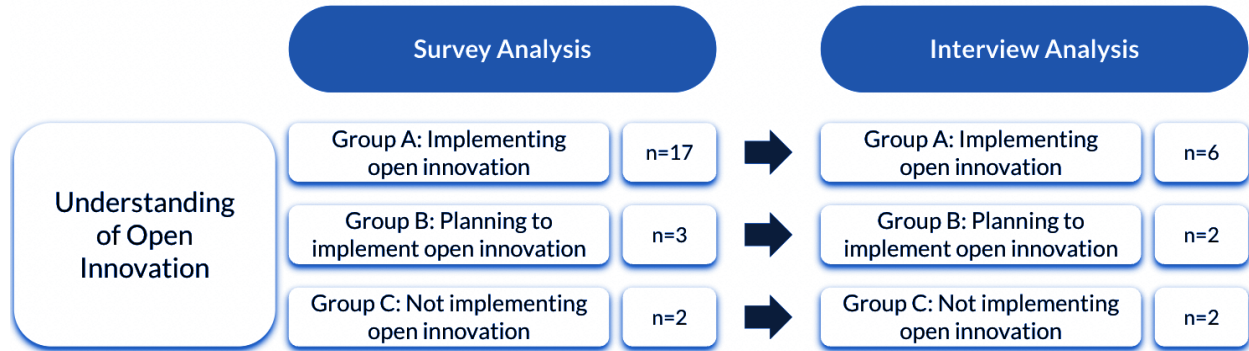 Survey Analysis
Interview Analysis
Understanding
of Open
Innovation
Group A: Implementing
open innovation
n=17
Group A: Implementing
open innovation
n=6
Group B: Planning to
implement open innovation
n=3
Group B: Planning to
implement open innovation
n=2
Group C: Not implementing
open innovation
n=2
Group C: Not implementing
open innovation
n=2